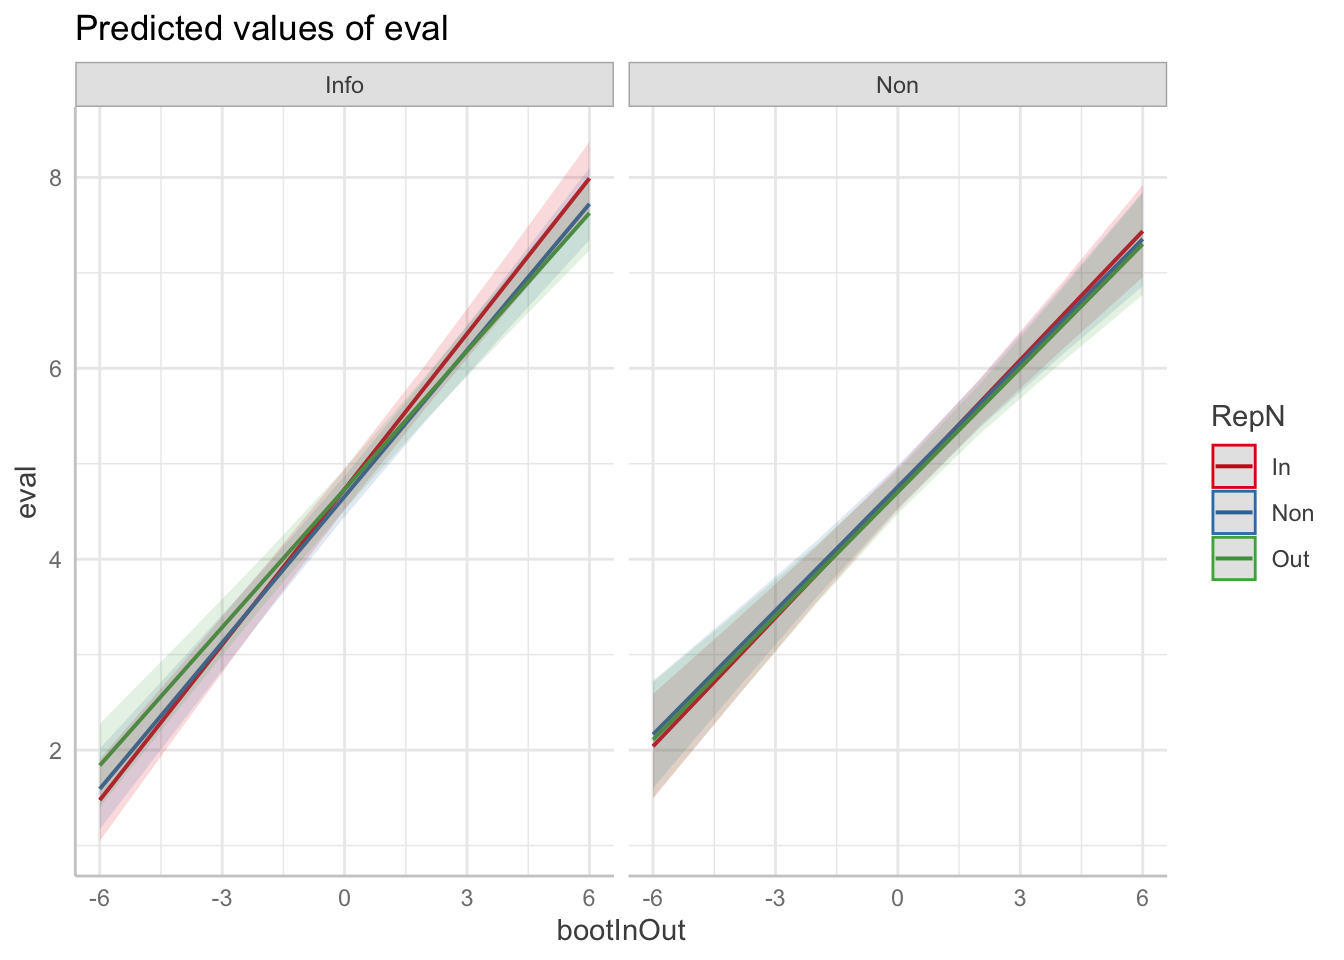 Predicted values of eval
Info Non
8
6
4
2
eval
-6 -3 0 3 6 -6 -3 0 3 6
bootInOut
RepN
In
Non
Out